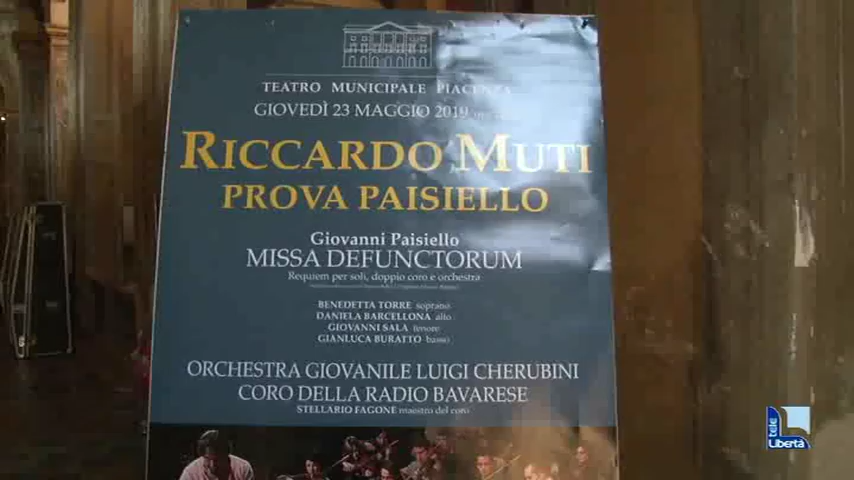 TEATRO MUNICIPALE PIACENZA
GIOVEDÌ 23 MAGGIO 2019
RICCARDO MUTI
PROVA PAISIELLO
Giovanni Paisiello
MISSA DEFUNCTORUM
Requiem per soli, doppio coro e orchestra
BENEDETTA TORRE soprano
DANIELA BARCELLONA alto
GIOVANNI SALA tenore
GIANLUCA BURATTO basso
ORCHESTRA GIOVANILE LUIGI CHERUBINI
CORO DELLA RADIO BAVARESE
STELLARIO FAGONE maestro del coro
tele
Libertà